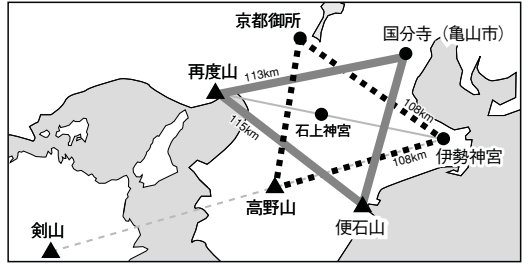 京都御所
国分寺（亀山市）
再度山
113km
108km
石上神宮
115km
伊勢神宮
108km
高野山
便石山
剣山